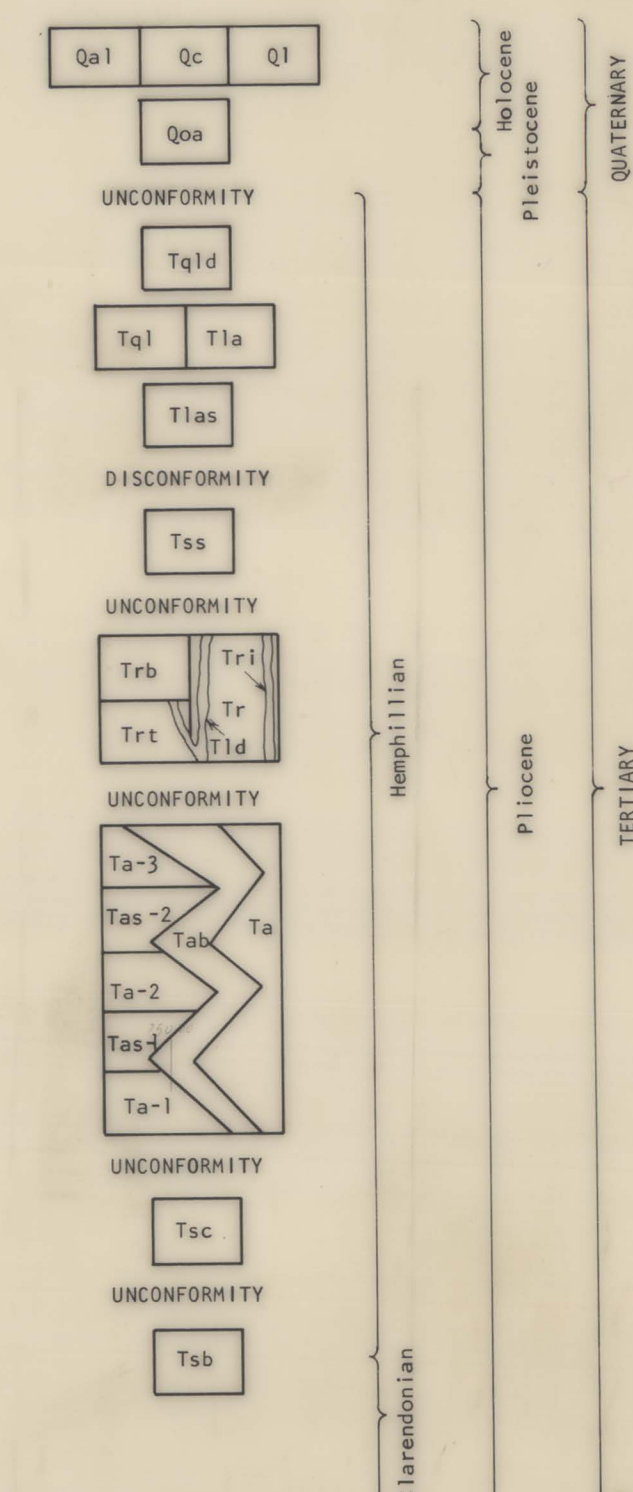 Qal Qc Ql
Qoa
UNCONFORMITY
Tqld
Tql Tla
Tlas
DISCONFORMITY
Tss
UNCONFORMITY
Trb Tri
Tr
Trt Tld
UNCONFORMITY
Ta-3
Tas-2
Tab Ta
Ta-2
Tas-1
Ta-1
UNCONFORMITY
Tsc
UNCONFORMITY
Tsb
Hemphillian
larendonian
Holocene
Pleistocene
Pliocene
QUATERNARY
TERTIARY